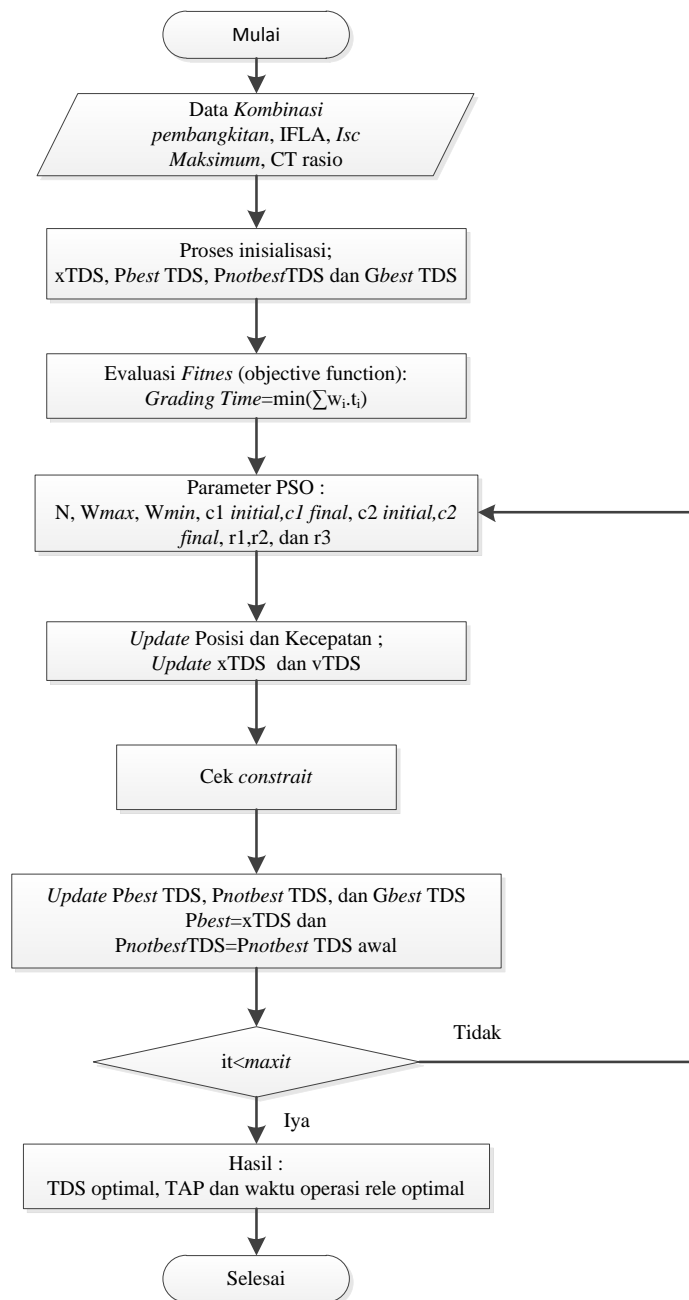 Mulai
Data Kombinasi
pembangkitan, IFLA, Isc
Maksimum, CT rasio
Proses inisialisasi;
xTDS, Pbest TDS, PnotbestTDS dan Gbest TDS
Evaluasi Fitnes (objective function):
Grading Time=min(∑wᵢ.tᵢ)
Parameter PSO :
N, Wmax, Wmin, c1 initial,c1 final, c2 initial,c2
final, r1,r2, dan r3
Update Posisi dan Kecepatan ;
Update xTDS dan vTDS
Cek constrait
Update Pbest TDS, Pnotbest TDS, dan Gbest TDS
Pbest=xTDS dan
PnotbestTDS=Pnotbest TDS awal
Tidak
it<maxit
Iya
Hasil :
TDS optimal, TAP dan waktu operasi rele optimal
Selesai